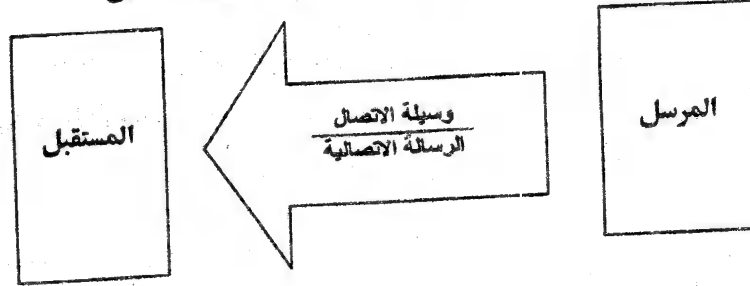 المرسل
وسيلة الاتصال
الرسالة الاتصالية
المستقبل